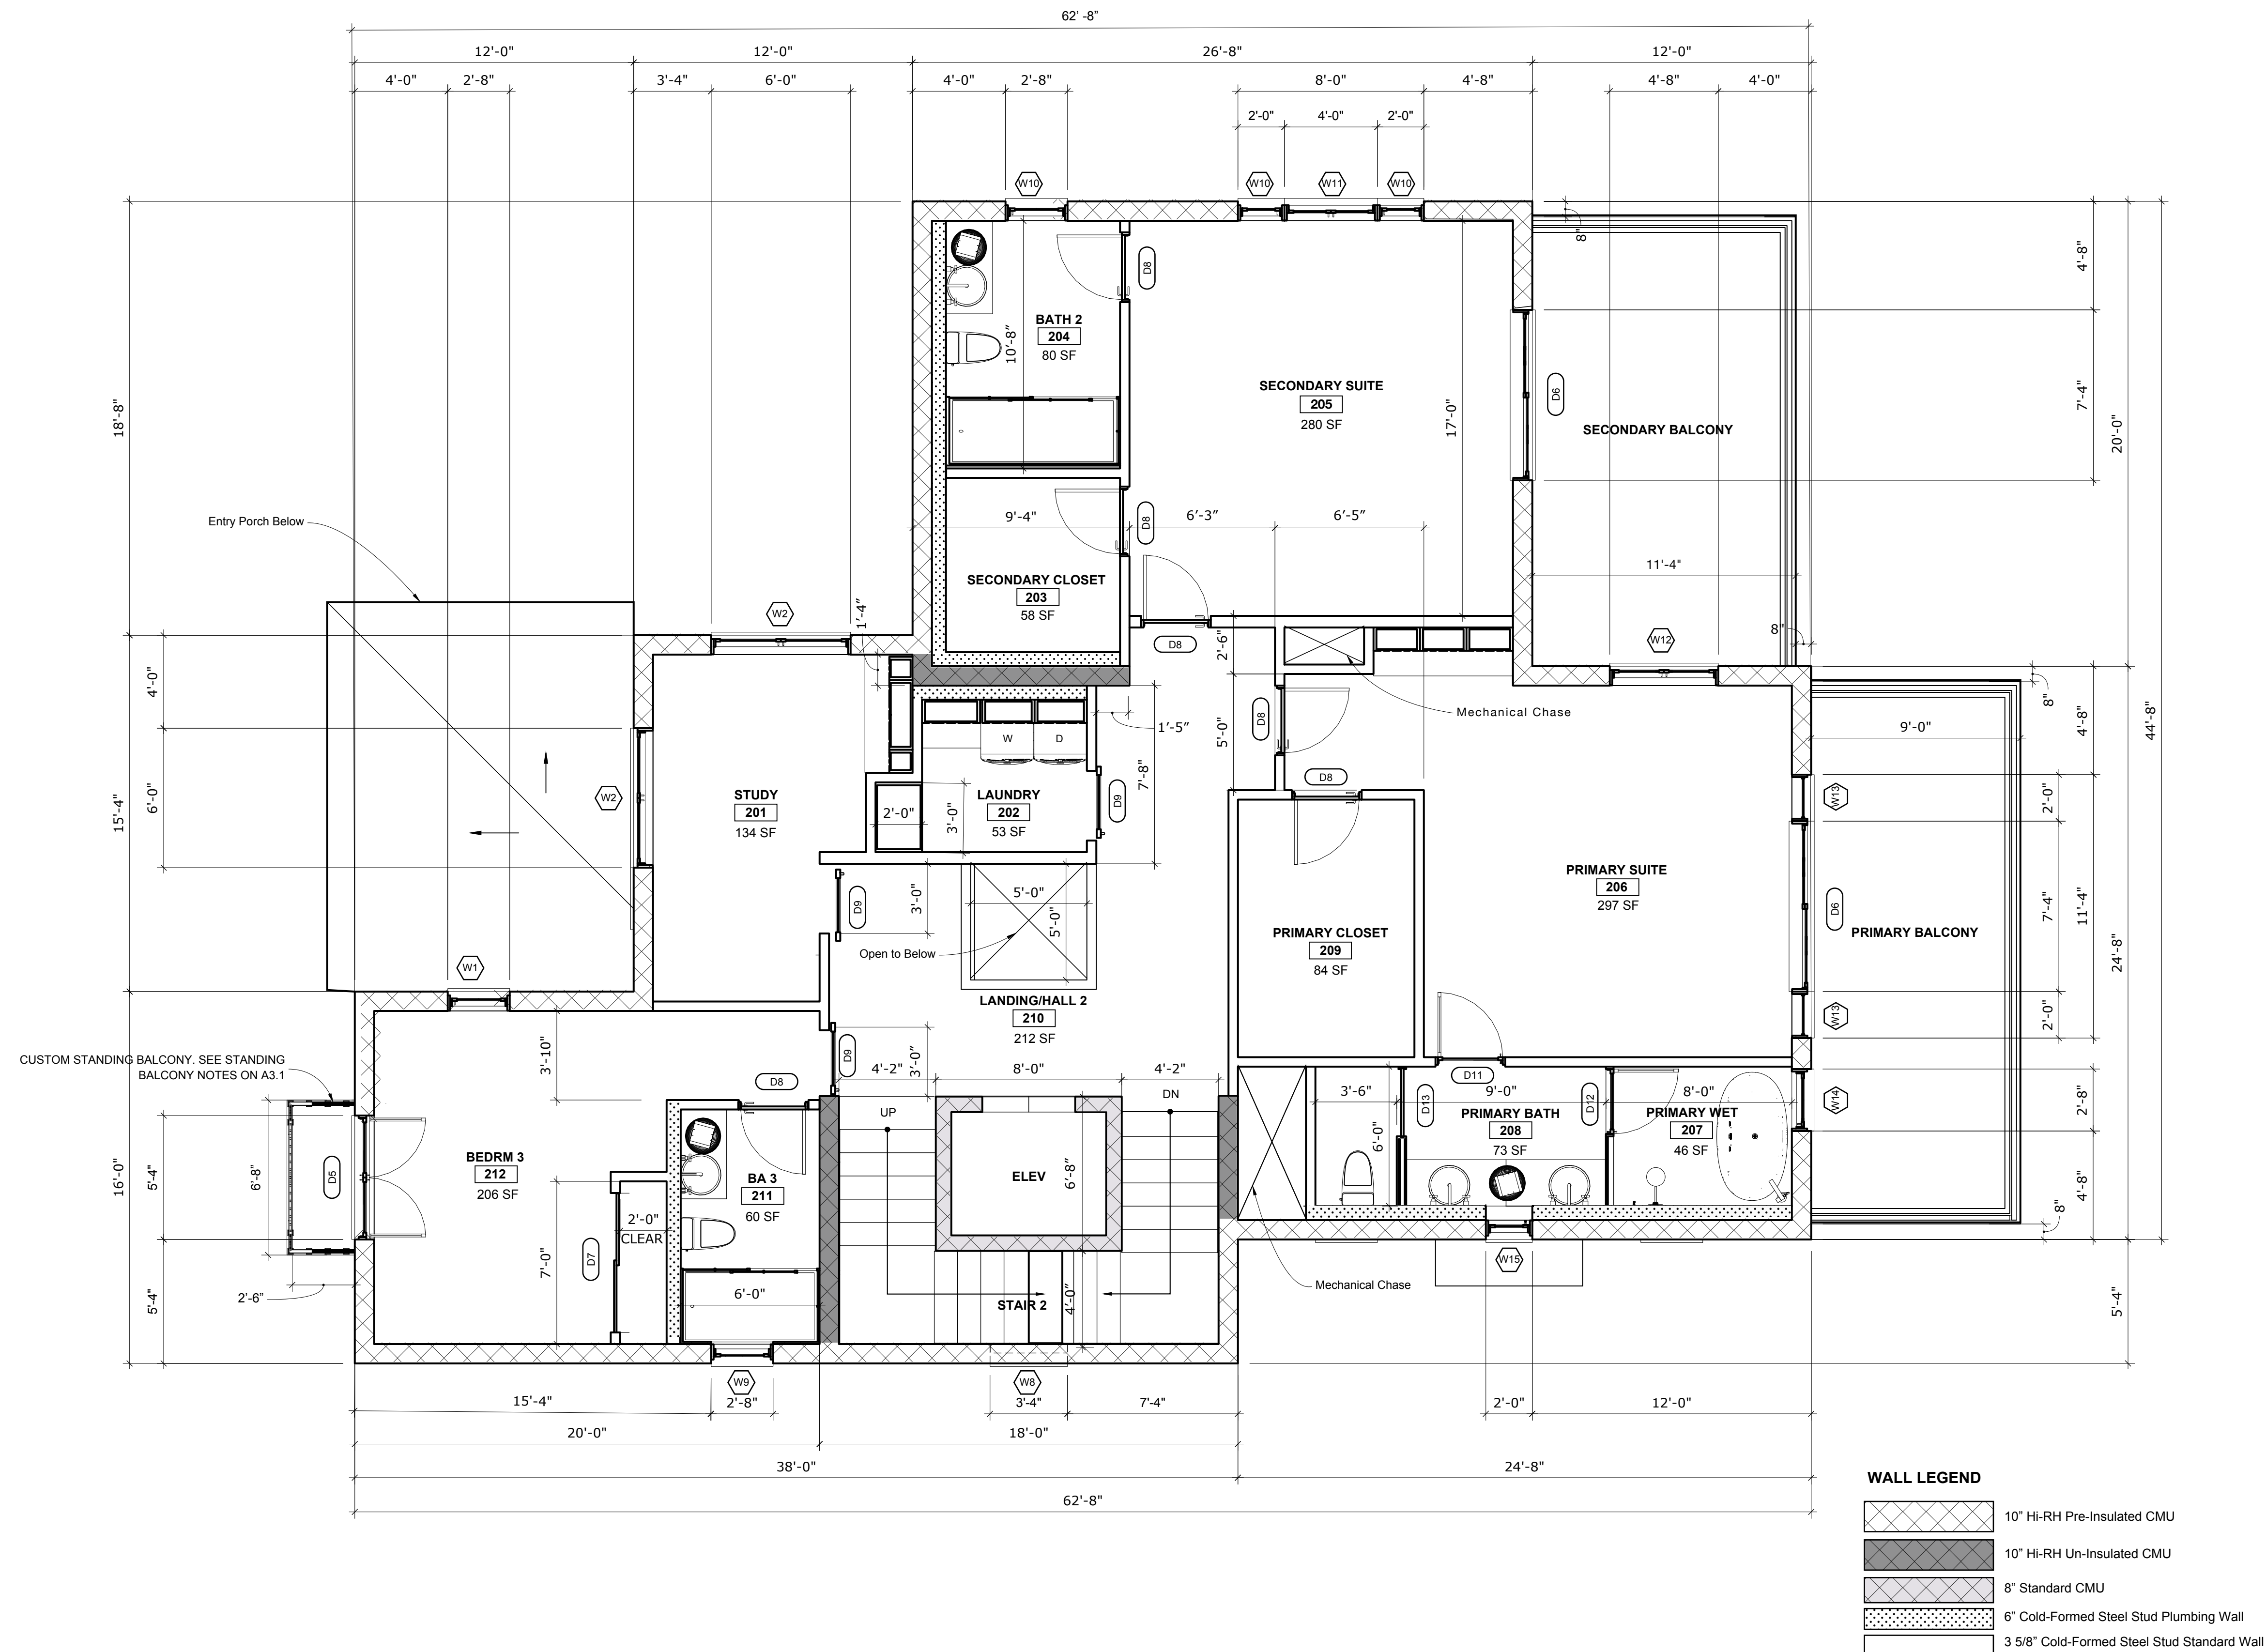 62' -8"
12'-0" 12'-0" 26'-8" 12'-0"
4'-0" 2'-8" 3'-4" 6'-0" 4'-0" 2'-8" 8'-0" 4'-8" 4'-8" 4'-0"
2'-0" 4'-0" 2'-0"
W10 W10 W11 W10
8"
4'-8"
D8
BATH 2
204
80 SF
10'-8"
SECONDARY SUITE
205
280 SF
17'-0"
D6
SECONDARY BALCONY
7'-4"
20'-0"
18'-8"
Entry Porch Below
9'-4" 6'-3" 6'-5"
D8
11'-4"
SECONDARY CLOSET
203
58 SF
W2
1'-4"
D8
2'-6"
W12
8"
4'-0"
8"
4'-8"
44'-8"
Mechanical Chase
D8
5'-0"
1'-5"
9'-0"
W D
7'-8"
D8
6'-0"
W2
STUDY
201
134 SF
LAUNDRY
202
53 SF
2'-0"
3'-0"
D9
W13
2'-0"
15'-4"
PRIMARY SUITE
206
297 SF
D6
7'-4"
11'-4"
PRIMARY BALCONY
D9
3'-0"
5'-0"
5'-0"
Open to Below
PRIMARY CLOSET
209
84 SF
24'-8"
W1
LANDING/HALL 2
210
212 SF
W13
2'-0"
CUSTOM STANDING BALCONY. SEE STANDING
BALCONY NOTES ON A3.1
3'-10"
D9
3'-0"
D8
4'-2" 8'-0" 4'-2"
UP
DN
D11
3'-6" 9'-0" 8'-0"
D13
D12
PRIMARY BATH
208
73 SF
PRIMARY WET
207
46 SF
6'-0"
W14
2'-8"
BEDRM 3
212
206 SF
BA 3
211
60 SF
ELEV
6'-8"
16'-0"
5'-4"
6'-8"
D5
4'-8"
8"
2'-0"
CLEAR
7'-0"
D7
W15
Mechanical Chase
2'-6"
5'-4"
6'-0"
STAIR 2
4'-0"
5'-4"
W9 W8
15'-4" 2'-8" 3'-4" 7'-4" 2'-0" 12'-0"
20'-0" 18'-0"
38'-0" 24'-8"
62'-8"
WALL LEGEND
10” Hi-RH Pre-Insulated CMU
10” Hi-RH Un-Insulated CMU
8” Standard CMU
6” Cold-Formed Steel Stud Plumbing Wall
3 5/8” Cold-Formed Steel Stud Standard Wall